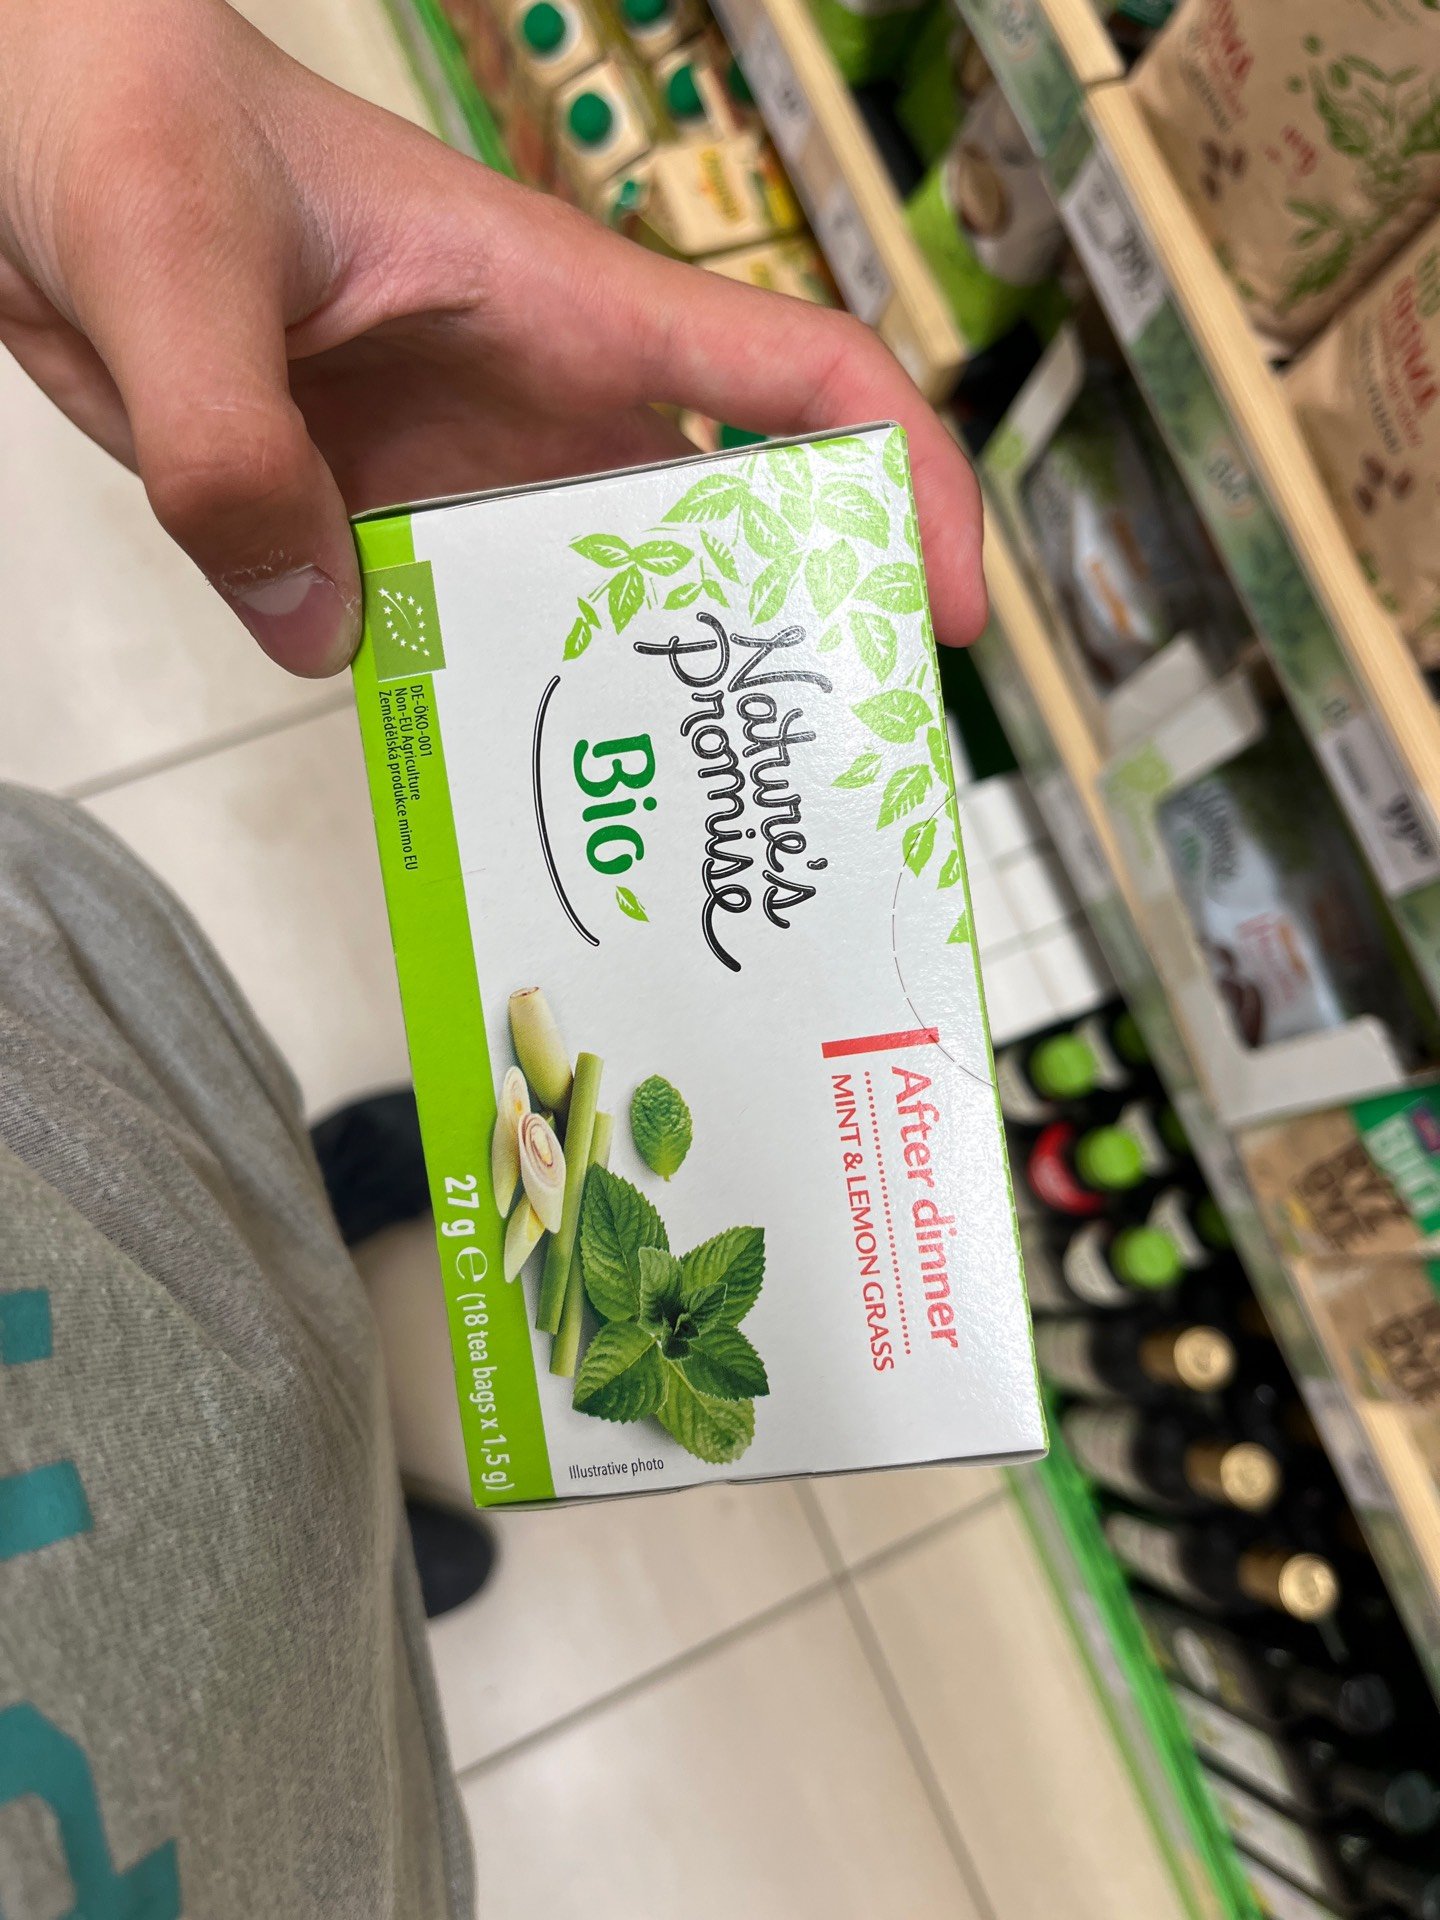 Nature's
Promise
Bio
After dinner
MINT & LEMON GRASS
DE-ÖKO-001
Non-EU Agriculture
Zemědělská produkce mimo EU
27 g ℮ (18 tea bags x 1,5 g)
Illustrative photo